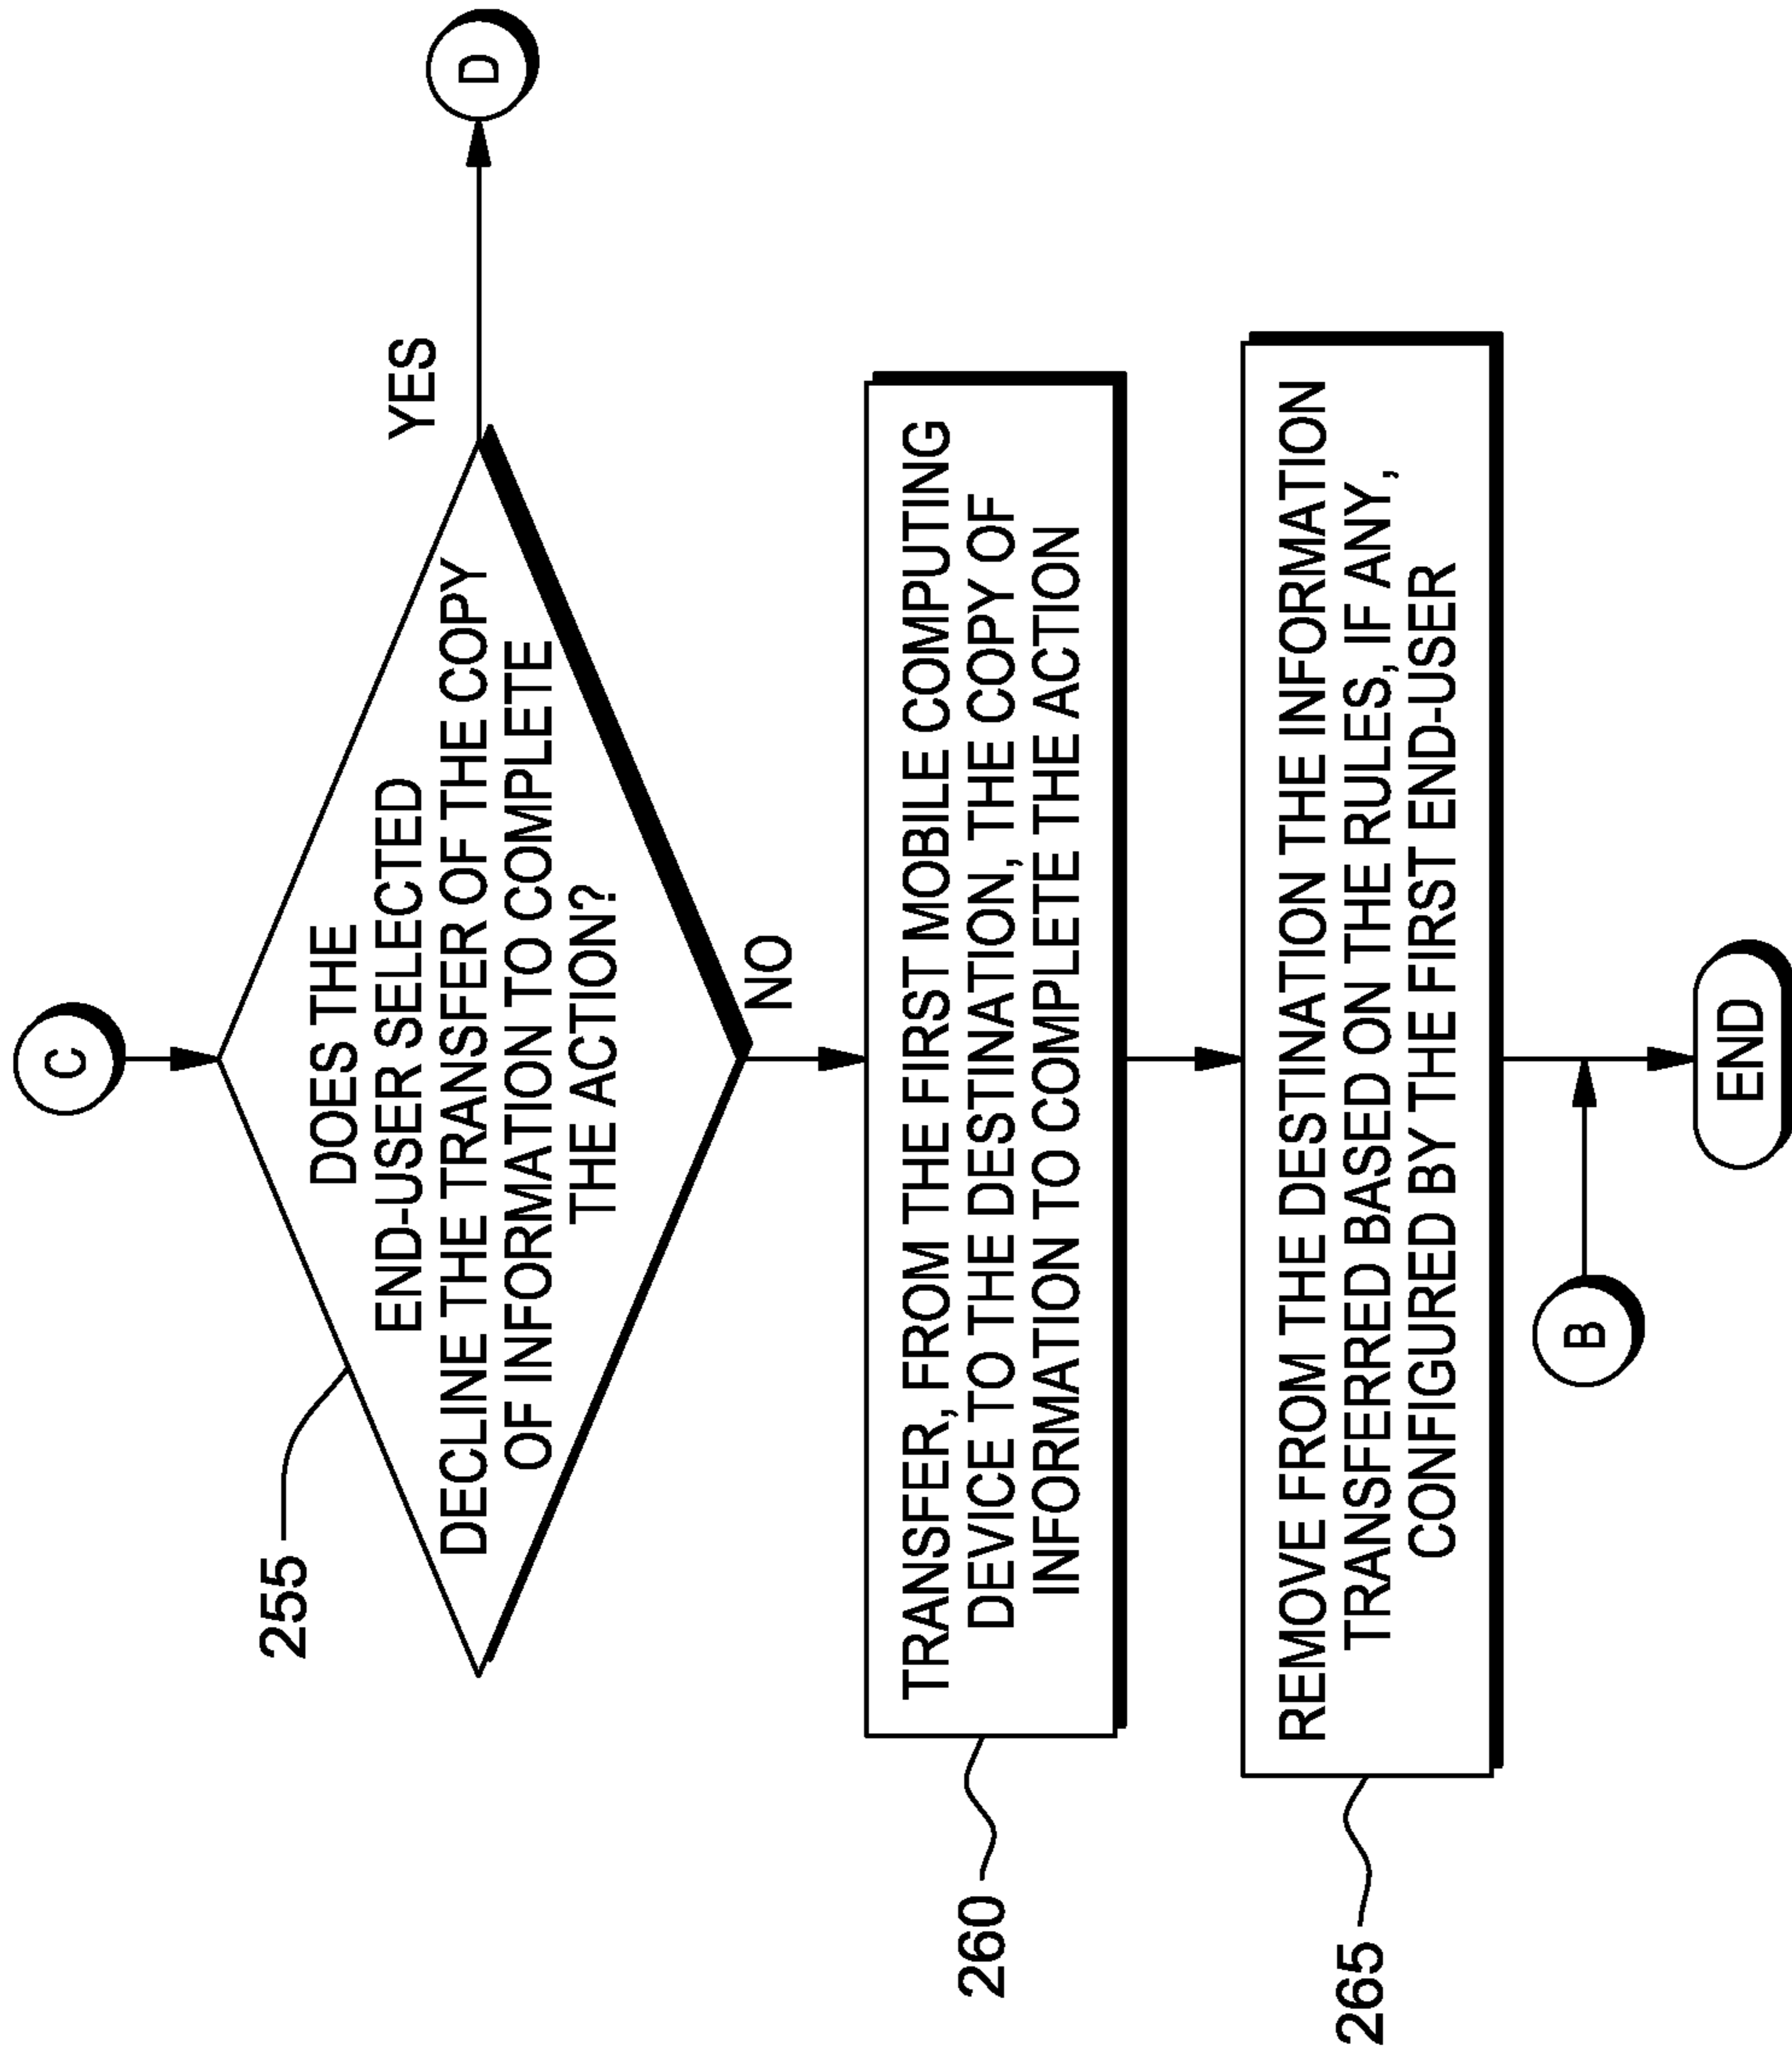 C
255
DOES THE
END-USER SELECTED
DECLINE THE TRANSFER OF THE COPY
OF INFORMATION TO COMPLETE
THE ACTION?
YES
D
NO
260
TRANSFER, FROM THE FIRST MOBILE COMPUTING
DEVICE TO THE DESTINATION, THE COPY OF
INFORMATION TO COMPLETE THE ACTION
265
REMOVE FROM THE DESTINATION THE INFORMATION
TRANSFERRED BASED ON THE RULES, IF ANY,
CONFIGURED BY THE FIRST END-USER
B
END